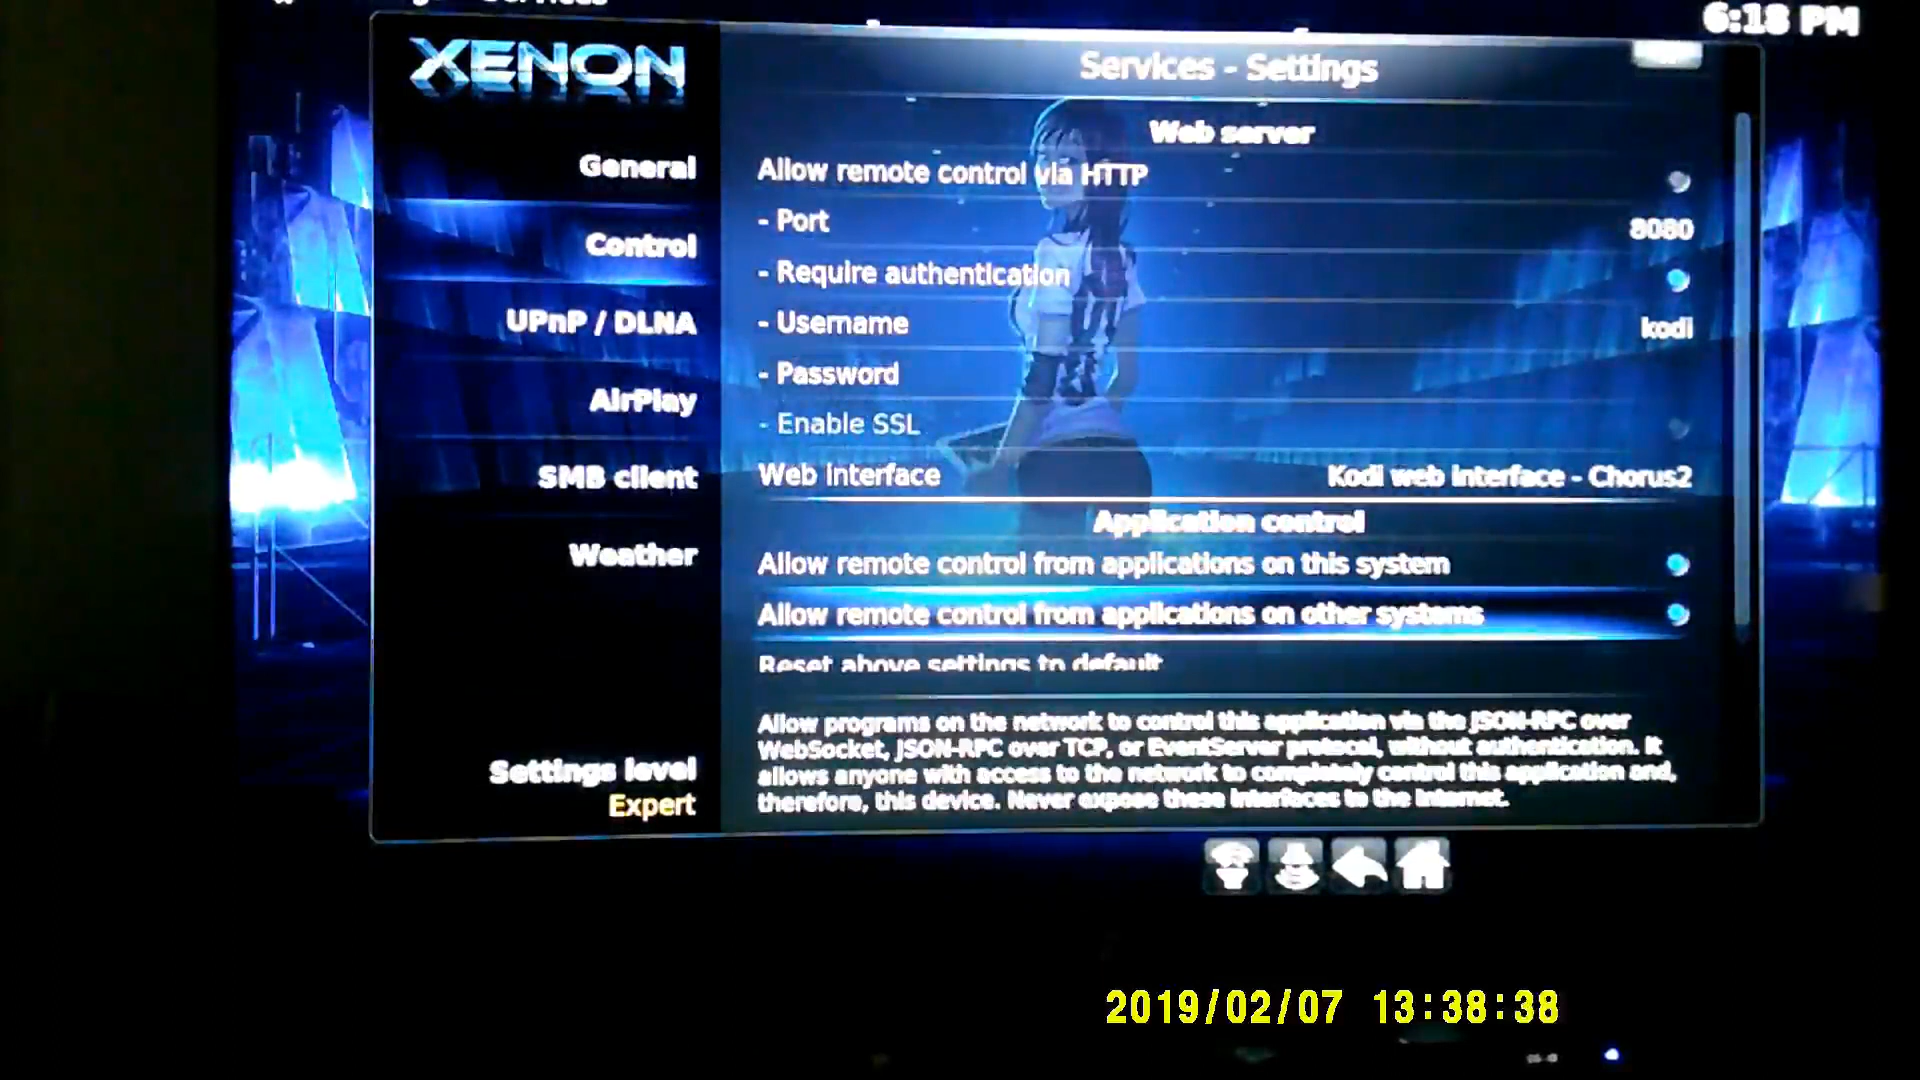 6:18 PM
XENON
Services - Settings
General
Control
UPnP / DLNA
AirPlay
SMB client
Weather
Settings level
Expert
Web server
Allow remote control via HTTP
- Port 8080
- Require authentication
- Username kodi
- Password
- Enable SSL
Web interface Kodi web interface - Chorus2
Application control
Allow remote control from applications on this system
Allow remote control from applications on other systems
Reset above settings to default
Allow programs on the network to control this application via the JSON-RPC over
WebSocket, JSON-RPC over TCP, or EventServer protocol, without authentication. It
allows anyone with access to the network to completely control this application and,
therefore, this device. Never expose these interfaces to the Internet.
2019/02/07 13:38:38